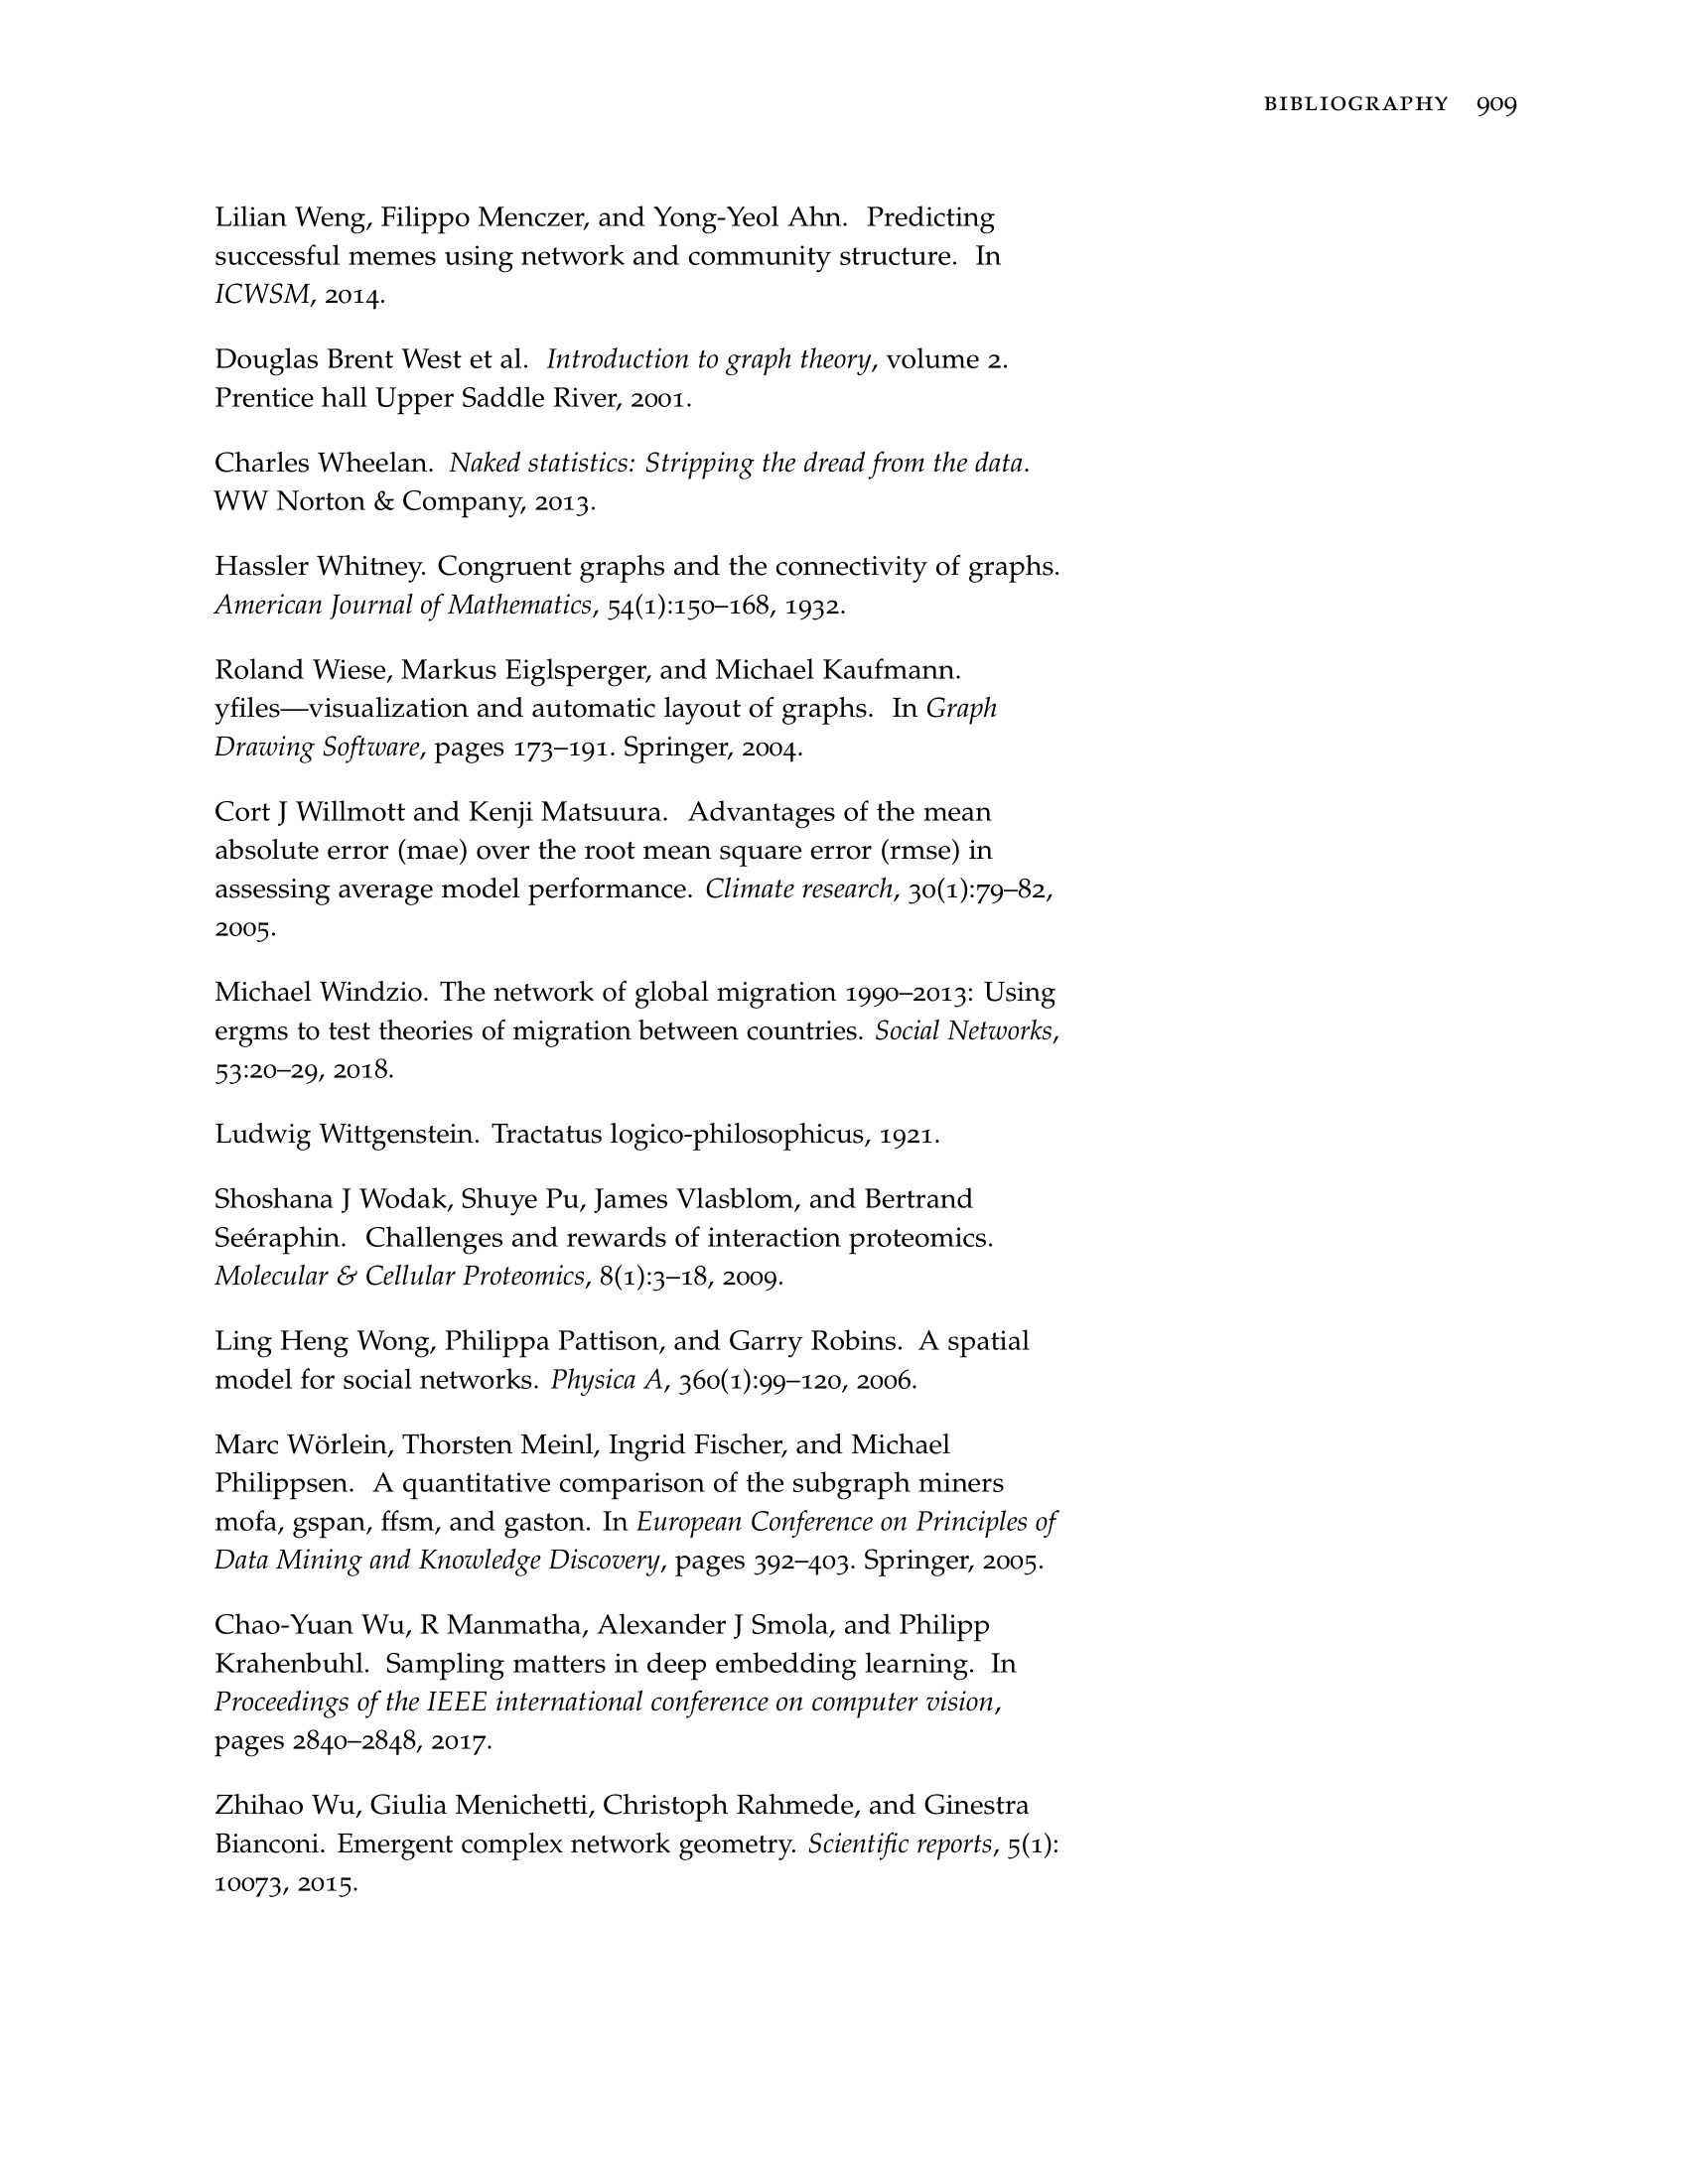 BIBLIOGRAPHY 909
Lilian Weng, Filippo Menczer, and Yong-Yeol Ahn. Predicting
successful memes using network and community structure. In
ICWSM, 2014.
Douglas Brent West et al. Introduction to graph theory, volume 2.
Prentice hall Upper Saddle River, 2001.
Charles Wheelan. Naked statistics: Stripping the dread from the data.
WW Norton & Company, 2013.
Hassler Whitney. Congruent graphs and the connectivity of graphs.
American Journal of Mathematics, 54(1):150–168, 1932.
Roland Wiese, Markus Eiglsperger, and Michael Kaufmann.
yfiles—visualization and automatic layout of graphs. In Graph
Drawing Software, pages 173–191. Springer, 2004.
Cort J Willmott and Kenji Matsuura. Advantages of the mean
absolute error (mae) over the root mean square error (rmse) in
assessing average model performance. Climate research, 30(1):79–82,
2005.
Michael Windzio. The network of global migration 1990–2013: Using
ergms to test theories of migration between countries. Social Networks,
53:20–29, 2018.
Ludwig Wittgenstein. Tractatus logico-philosophicus, 1921.
Shoshana J Wodak, Shuye Pu, James Vlasblom, and Bertrand
Seéraphin. Challenges and rewards of interaction proteomics.
Molecular & Cellular Proteomics, 8(1):3–18, 2009.
Ling Heng Wong, Philippa Pattison, and Garry Robins. A spatial
model for social networks. Physica A, 360(1):99–120, 2006.
Marc Wörlein, Thorsten Meinl, Ingrid Fischer, and Michael
Philippsen. A quantitative comparison of the subgraph miners
mofa, gspan, ffsm, and gaston. In European Conference on Principles of
Data Mining and Knowledge Discovery, pages 392–403. Springer, 2005.
Chao-Yuan Wu, R Manmatha, Alexander J Smola, and Philipp
Krahenbuhl. Sampling matters in deep embedding learning. In
Proceedings of the IEEE international conference on computer vision,
pages 2840–2848, 2017.
Zhihao Wu, Giulia Menichetti, Christoph Rahmede, and Ginestra
Bianconi. Emergent complex network geometry. Scientific reports, 5(1):
10073, 2015.